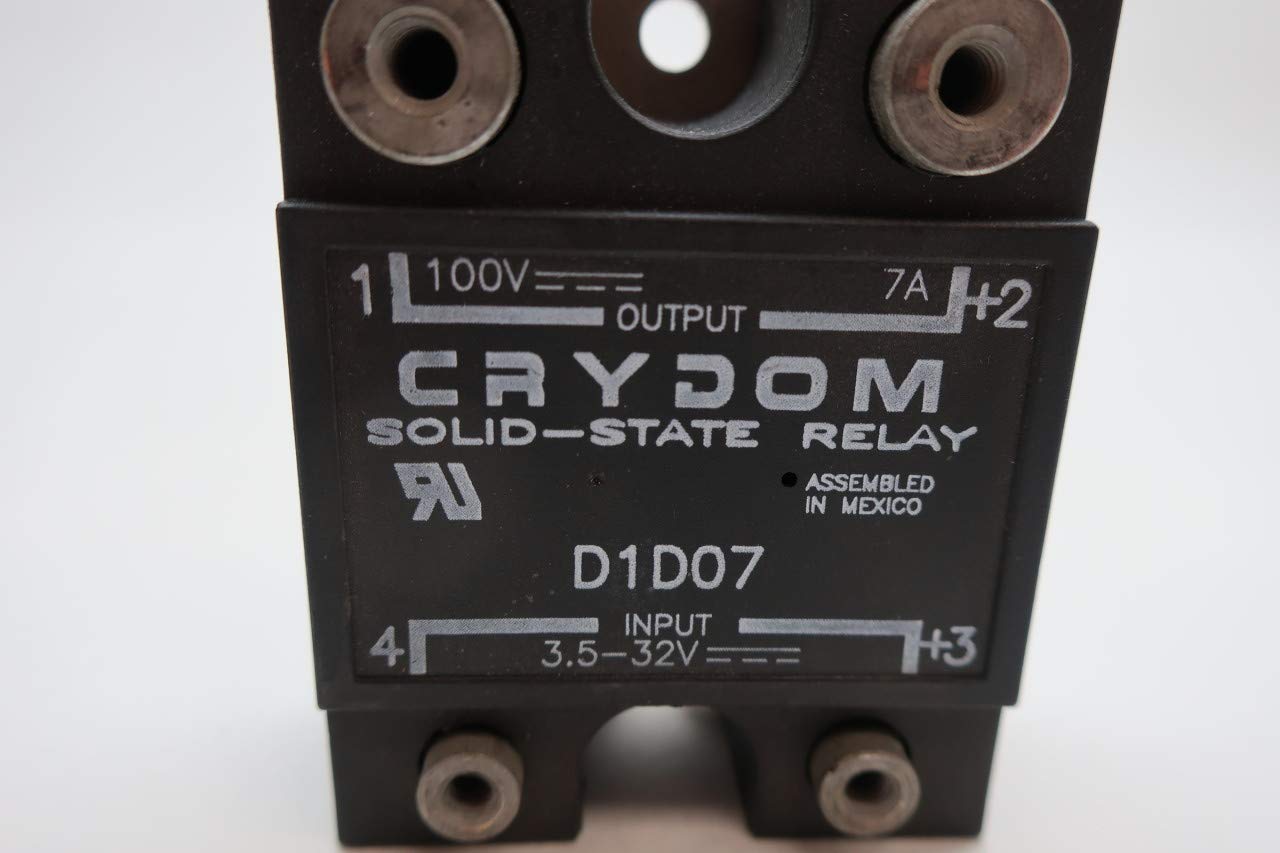 1 100V⎓ 7A +2
OUTPUT
CRYDOM
SOLID-STATE RELAY
ASSEMBLED
IN MEXICO
D1D07
INPUT
4 3.5-32V⎓ +3